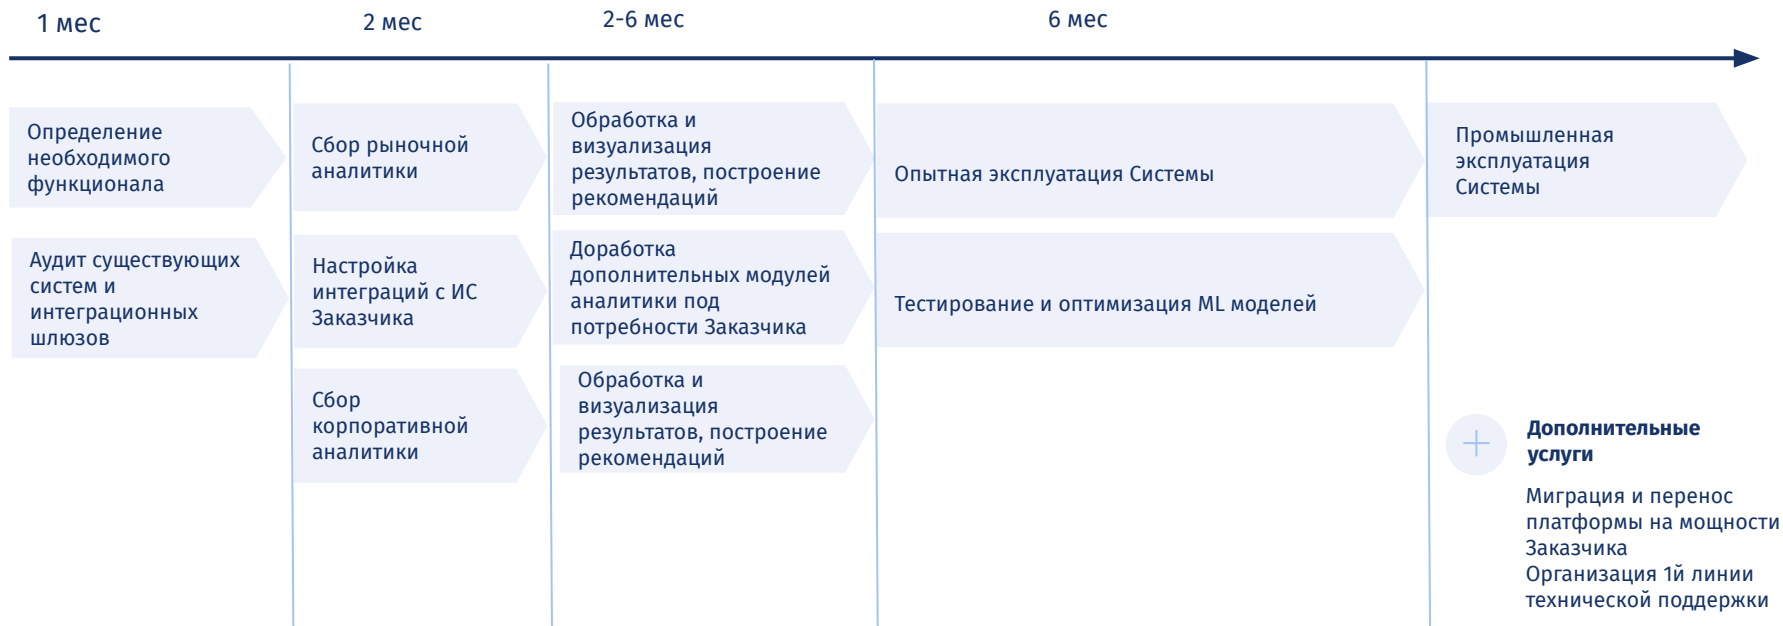 1 мес
2 мес
2-6 мес
6 мес
Определение
необходимого
функционала
Сбор рыночной
аналитики
Обработка и
визуализация
результатов, построение
рекомендаций
Опытная эксплуатация Системы
Промышленная
эксплуатация
Системы
Аудит существующих
систем и
интеграционных
шлюзов
Настройка
интеграций с ИС
Заказчика
Доработка
дополнительных модулей
аналитики под
потребности Заказчика
Тестирование и оптимизация ML моделей
Сбор
корпоративной
аналитики
Обработка и
визуализация
результатов, построение
рекомендаций
Дополнительные
услуги
Миграция и перенос
платформы на мощности
Заказчика
Организация 1й линии
технической поддержки